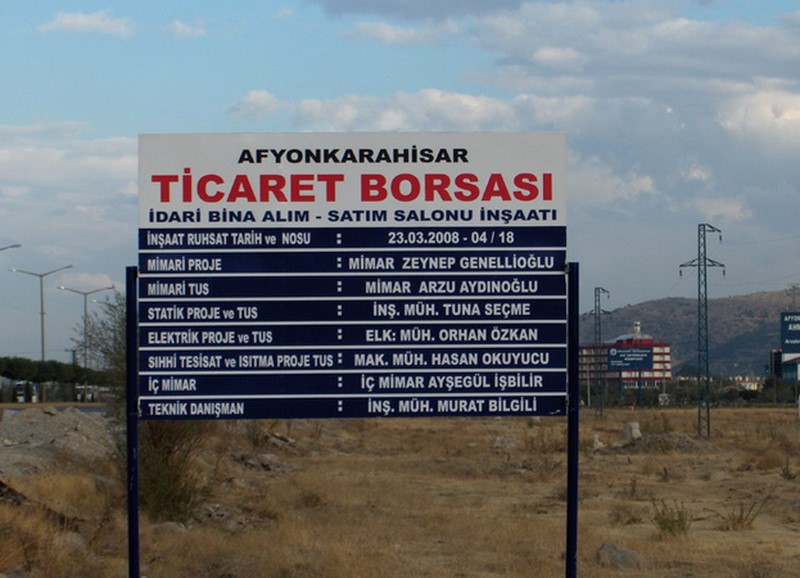 AFYONKARAHİSAR
TİCARET BORSASI
İDARİ BİNA ALIM - SATIM SALONU İNŞAATI
İNŞAAT RUHSAT TARİH ve NOSU : 23.03.2008 - 04 / 18
MİMARİ PROJE : MİMAR ZEYNEP GENELLİOĞLU
MİMARİ TUS : MİMAR ARZU AYDINOĞLU
STATİK PROJE ve TUS : İNŞ. MÜH. TUNA SEÇME
ELEKTRİK PROJE ve TUS : ELK: MÜH. ORHAN ÖZKAN
SIHHİ TESİSAT ve ISITMA PROJE TUS : MAK. MÜH. HASAN OKUYUCU
İÇ MİMAR : İÇ MİMAR AYŞEGÜL İŞBİLİR
TEKNİK DANIŞMAN : İNŞ. MÜH. MURAT BİLGİLİ